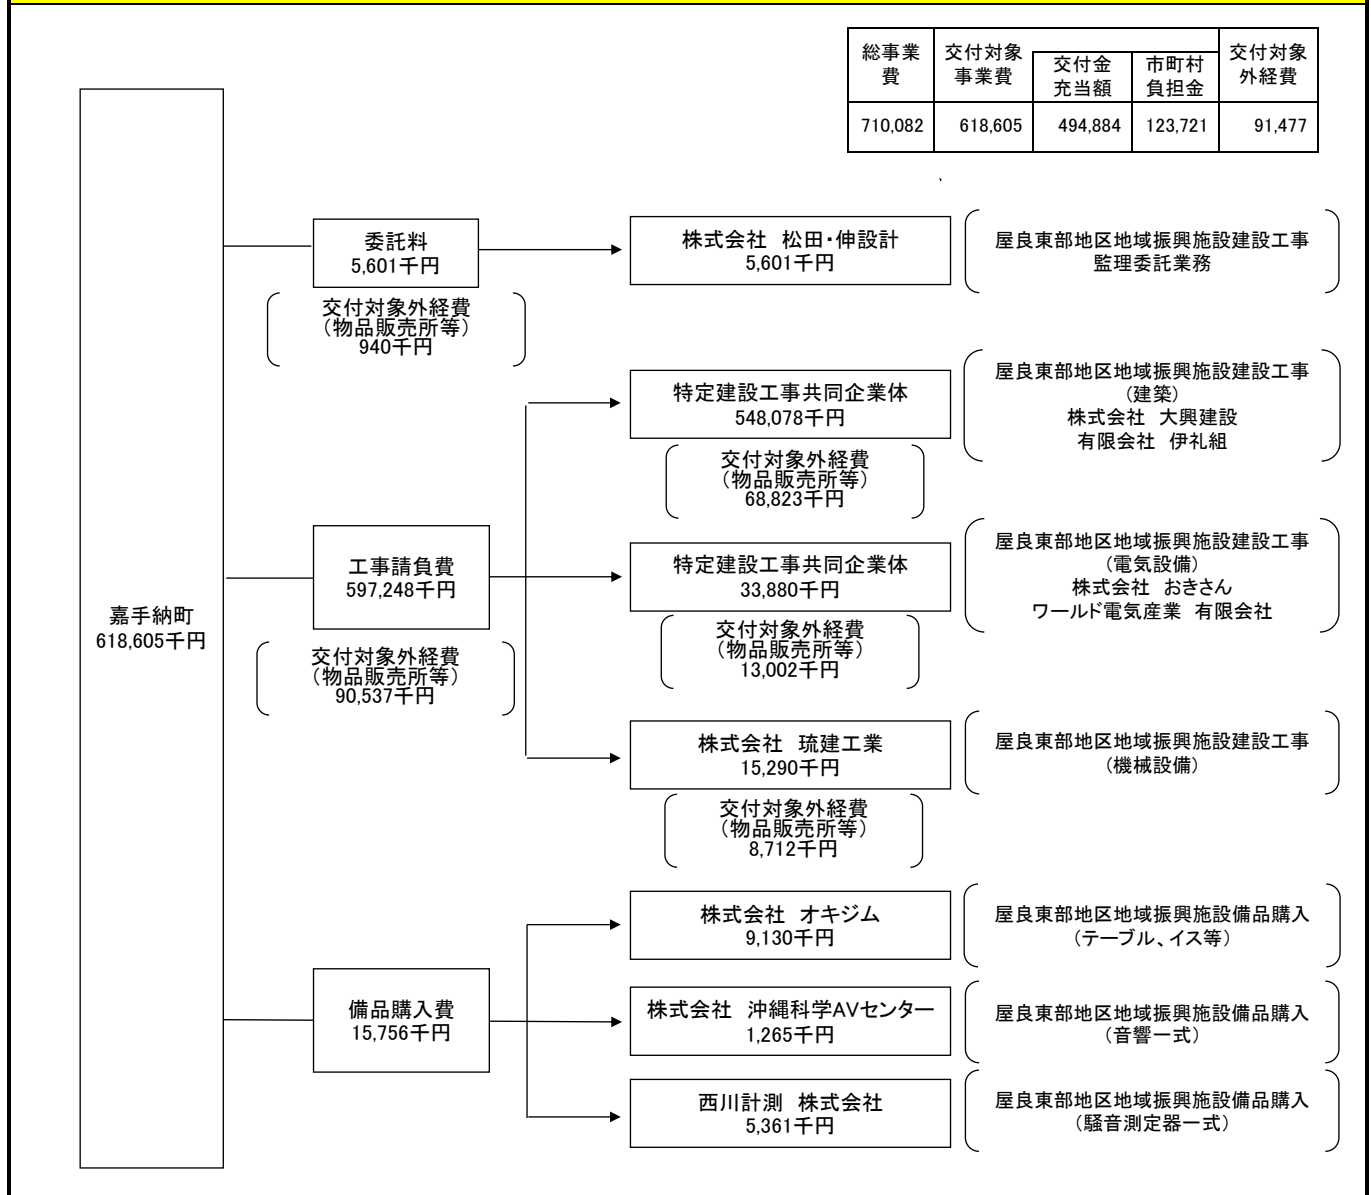 総事業
費
交付対象
事業費
交付金
充当額
市町村
負担金
交付対象
外経費
710,082 618,605 494,884 123,721 91,477
嘉手納町
618,605千円
委託料
5,601千円
交付対象外経費
(物品販売所等)
940千円
株式会社 松田・伸設計
5,601千円
屋良東部地区地域振興施設建設工事
監理委託業務
工事請負費
597,248千円
交付対象外経費
(物品販売所等)
90,537千円
特定建設工事共同企業体
548,078千円
交付対象外経費
(物品販売所等)
68,823千円
屋良東部地区地域振興施設建設工事
(建築)
株式会社 大興建設
有限会社 伊礼組
特定建設工事共同企業体
33,880千円
交付対象外経費
(物品販売所等)
13,002千円
屋良東部地区地域振興施設建設工事
(電気設備)
株式会社 おきさん
ワールド電気産業 有限会社
株式会社 琉建工業
15,290千円
交付対象外経費
(物品販売所等)
8,712千円
屋良東部地区地域振興施設建設工事
(機械設備)
備品購入費
15,756千円
株式会社 オキジム
9,130千円
屋良東部地区地域振興施設備品購入
(テーブル、イス等)
株式会社 沖縄科学AVセンター
1,265千円
屋良東部地区地域振興施設備品購入
(音響一式)
西川計測 株式会社
5,361千円
屋良東部地区地域振興施設備品購入
(騒音測定器一式)